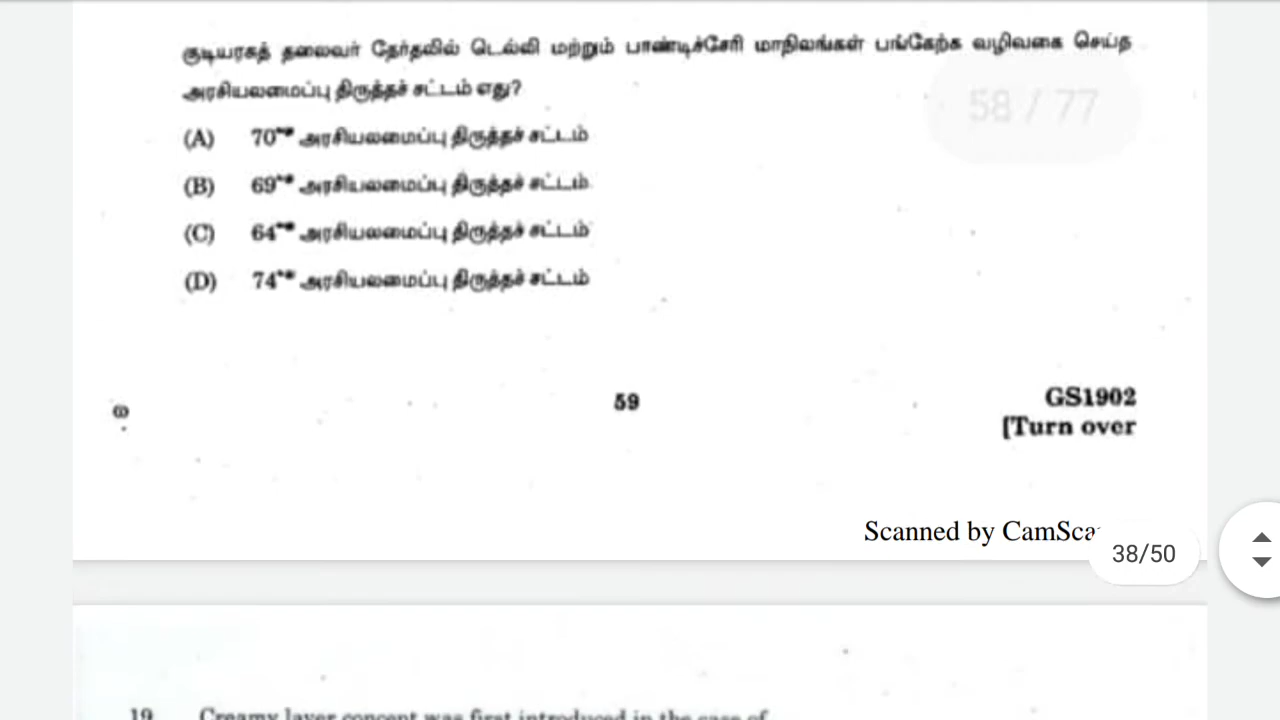 குடியரசுத் தலைவர் தேர்தலில் டெல்லி மற்றும் பாண்டிச்சேரி மாநிலங்கள் பங்கேற்க வழிவகை செய்த
58 / 77
அரசியலமைப்பு திருத்தச் சட்டம் எது?
(A) 70வது அரசியலமைப்பு திருத்தச் சட்டம்
(B) 69வது அரசியலமைப்பு திருத்தச் சட்டம்
(C) 64வது அரசியலமைப்பு திருத்தச் சட்டம்
(D) 74வது அரசியலமைப்பு திருத்தச் சட்டம்
59
GS1902
[Turn over
Scanned by CamSca
38/50
19 Creamy layer concept was first introduced in the case of